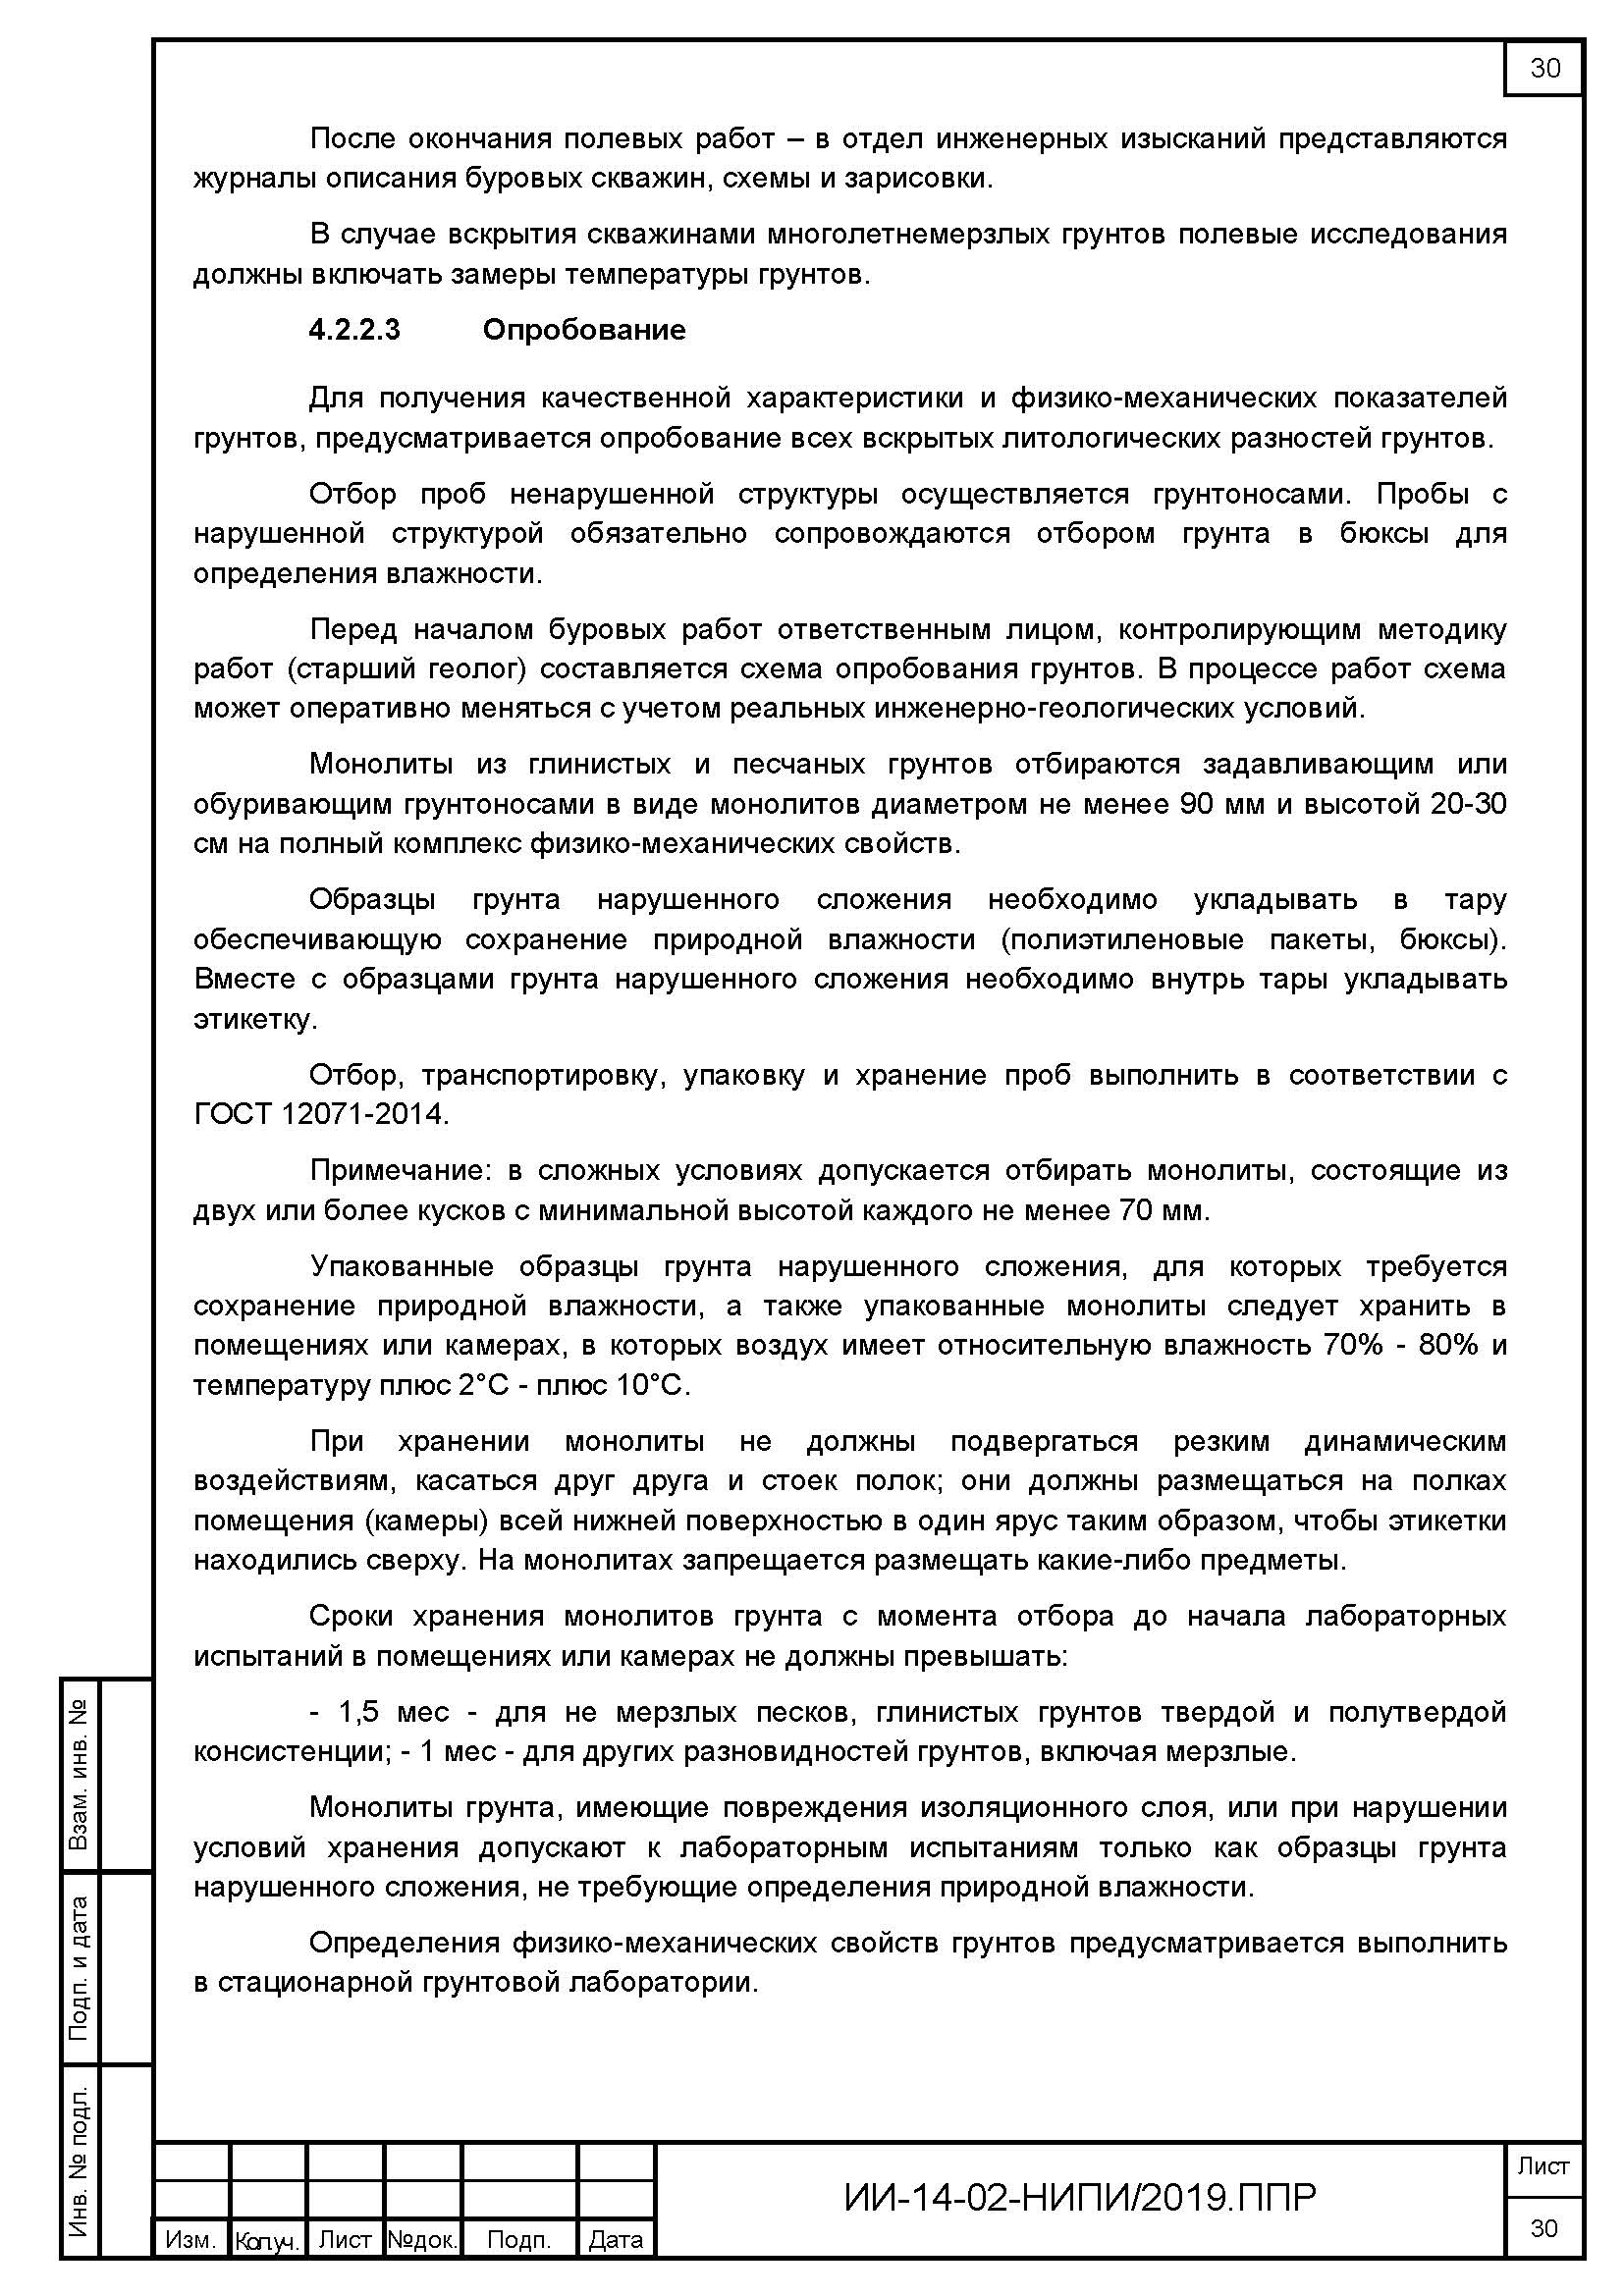 30
После окончания полевых работ – в отдел инженерных изысканий представляются
журналы описания буровых скважин, схемы и зарисовки.
В случае вскрытия скважинами многолетнемерзлых грунтов полевые исследования
должны включать замеры температуры грунтов.
4.2.2.3 Опробование
Для получения качественной характеристики и физико-механических показателей
грунтов, предусматривается опробование всех вскрытых литологических разностей грунтов.
Отбор проб ненарушенной структуры осуществляется грунтоносами. Пробы с
нарушенной структурой обязательно сопровождаются отбором грунта в бюксы для
определения влажности.
Перед началом буровых работ ответственным лицом, контролирующим методику
работ (старший геолог) составляется схема опробования грунтов. В процессе работ схема
может оперативно меняться с учетом реальных инженерно-геологических условий.
Монолиты из глинистых и песчаных грунтов отбираются задавливающим или
обуривающим грунтоносами в виде монолитов диаметром не менее 90 мм и высотой 20-30
см на полный комплекс физико-механических свойств.
Образцы грунта нарушенного сложения необходимо укладывать в тару
обеспечивающую сохранение природной влажности (полиэтиленовые пакеты, бюксы).
Вместе с образцами грунта нарушенного сложения необходимо внутрь тары укладывать
этикетку.
Отбор, транспортировку, упаковку и хранение проб выполнить в соответствии с
ГОСТ 12071-2014.
Примечание: в сложных условиях допускается отбирать монолиты, состоящие из
двух или более кусков с минимальной высотой каждого не менее 70 мм.
Упакованные образцы грунта нарушенного сложения, для которых требуется
сохранение природной влажности, а также упакованные монолиты следует хранить в
помещениях или камерах, в которых воздух имеет относительную влажность 70% - 80% и
температуру плюс 2°С - плюс 10°С.
При хранении монолиты не должны подвергаться резким динамическим
воздействиям, касаться друг друга и стоек полок; они должны размещаться на полках
помещения (камеры) всей нижней поверхностью в один ярус таким образом, чтобы этикетки
находились сверху. На монолитах запрещается размещать какие-либо предметы.
Сроки хранения монолитов грунта с момента отбора до начала лабораторных
испытаний в помещениях или камерах не должны превышать:
- 1,5 мес - для не мерзлых песков, глинистых грунтов твердой и полутвердой
консистенции; - 1 мес - для других разновидностей грунтов, включая мерзлые.
Монолиты грунта, имеющие повреждения изоляционного слоя, или при нарушении
условий хранения допускают к лабораторным испытаниям только как образцы грунта
нарушенного сложения, не требующие определения природной влажности.
Определения физико-механических свойств грунтов предусматривается выполнить
в стационарной грунтовой лаборатории.
Взам. инв. №
Подп. и дата
Инв. № подл.
Изм. Кол.уч. Лист №док. Подп. Дата
ИИ-14-02-НИПИ/2019.ППР
Лист
30